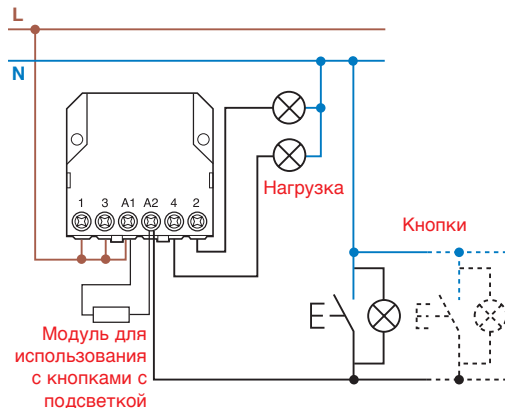 L
N
1 3 A1 A2 4 2
Нагрузка
Кнопки
Модуль для
использования
с кнопками с
подсветкой